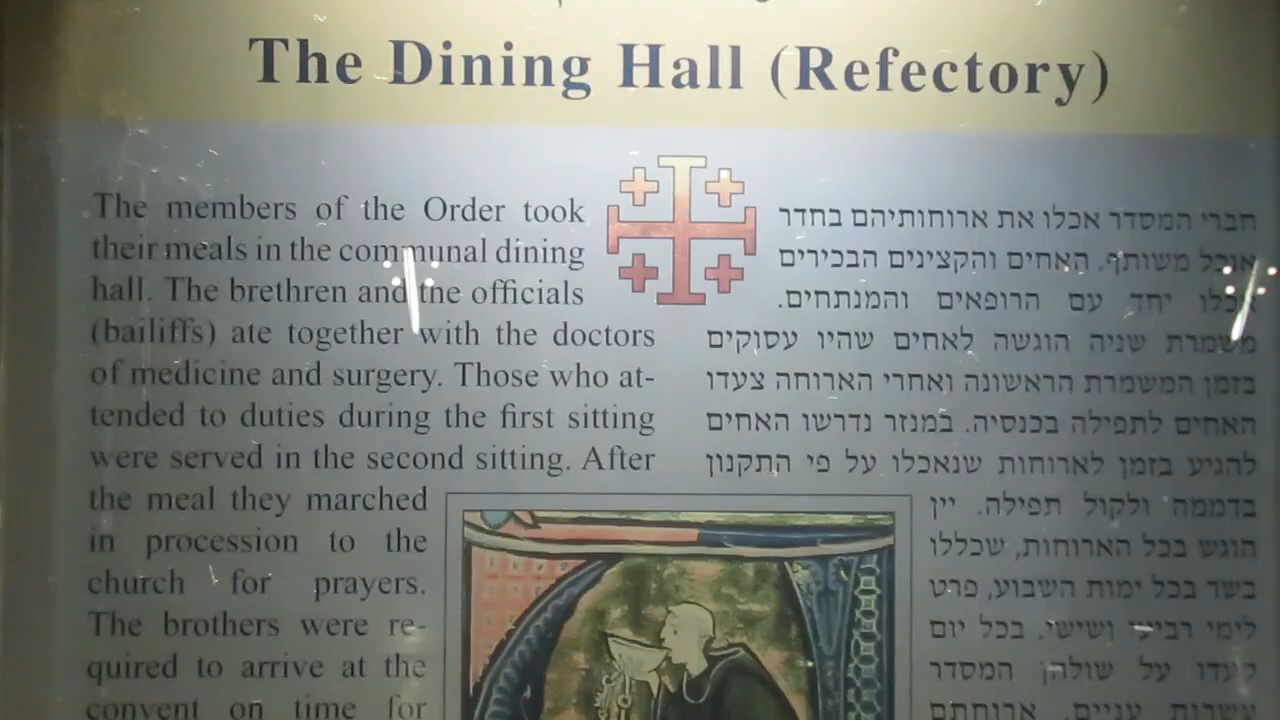 The Dining Hall (Refectory)
The members of the Order took
their meals in the communal dining
hall. The brethren and the officials
(bailiffs) ate together with the doctors
of medicine and surgery. Those who at-
tended to duties during the first sitting
were served in the second sitting. After
the meal they marched
in procession to the
church for prayers.
The brothers were re-
quired to arrive at the
convent on time for
חברי המסדר אכלו את ארוחותיהם בחדר
אוכל משותף. האחים והקצינים הבכירים
אכלו יחד עם הרופאים והמנתחים.
משמרת שניה הוגשה לאחים שהיו עסוקים
בזמן המשמרת הראשונה ואחרי הארוחה צעדו
האחים לתפילה בכנסיה. במנזר נדרשו האחים
להגיע בזמן לארוחות שנאכלו על פי התקנון
בדממה ולקול תפילה. יין
הוגש בכל הארוחות, שכללו
בשר בכל ימות השבוע, פרט
לימי רביעי ושישי. בכל יום
סעדו על שולחן המסדר
עשרות עניים. ארוחתם